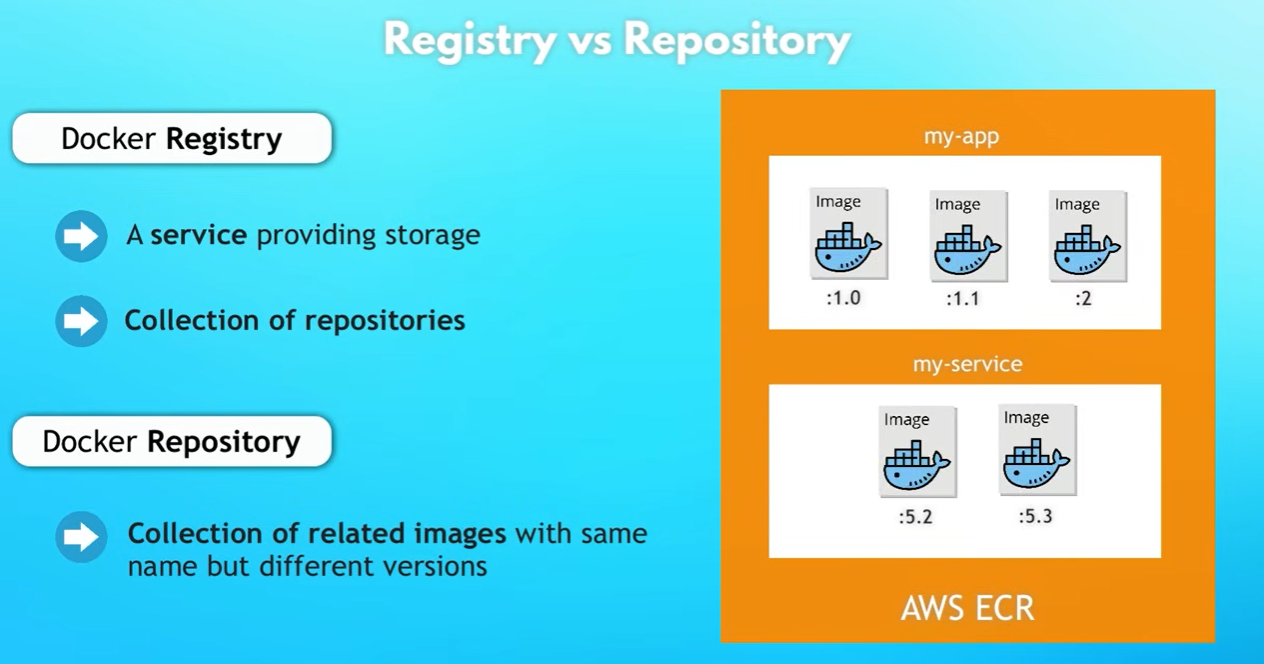 Registry vs Repository
Docker Registry
A service providing storage
Collection of repositories
Docker Repository
Collection of related images with same
name but different versions
my-app
Image
Image
Image
:1.0
:1.1
:2
my-service
Image
Image
:5.2
:5.3
AWS ECR